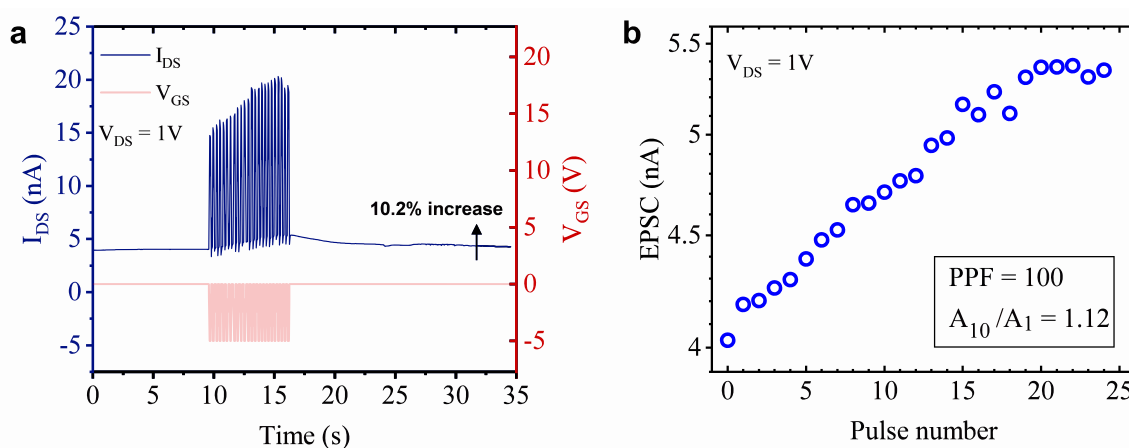 a
I_DS
V_GS
V_DS = 1V
10.2% increase
25
20
15
10
5
0
-5
I_DS (nA)
20
15
10
5
0
-5
V_GS (V)
0 5 10 15 20 25 30 35
Time (s)
b
V_DS = 1V
PPF = 100
A_10 /A_1 = 1.12
5.5
5
4.5
4
EPSC (nA)
0 5 10 15 20 25
Pulse number